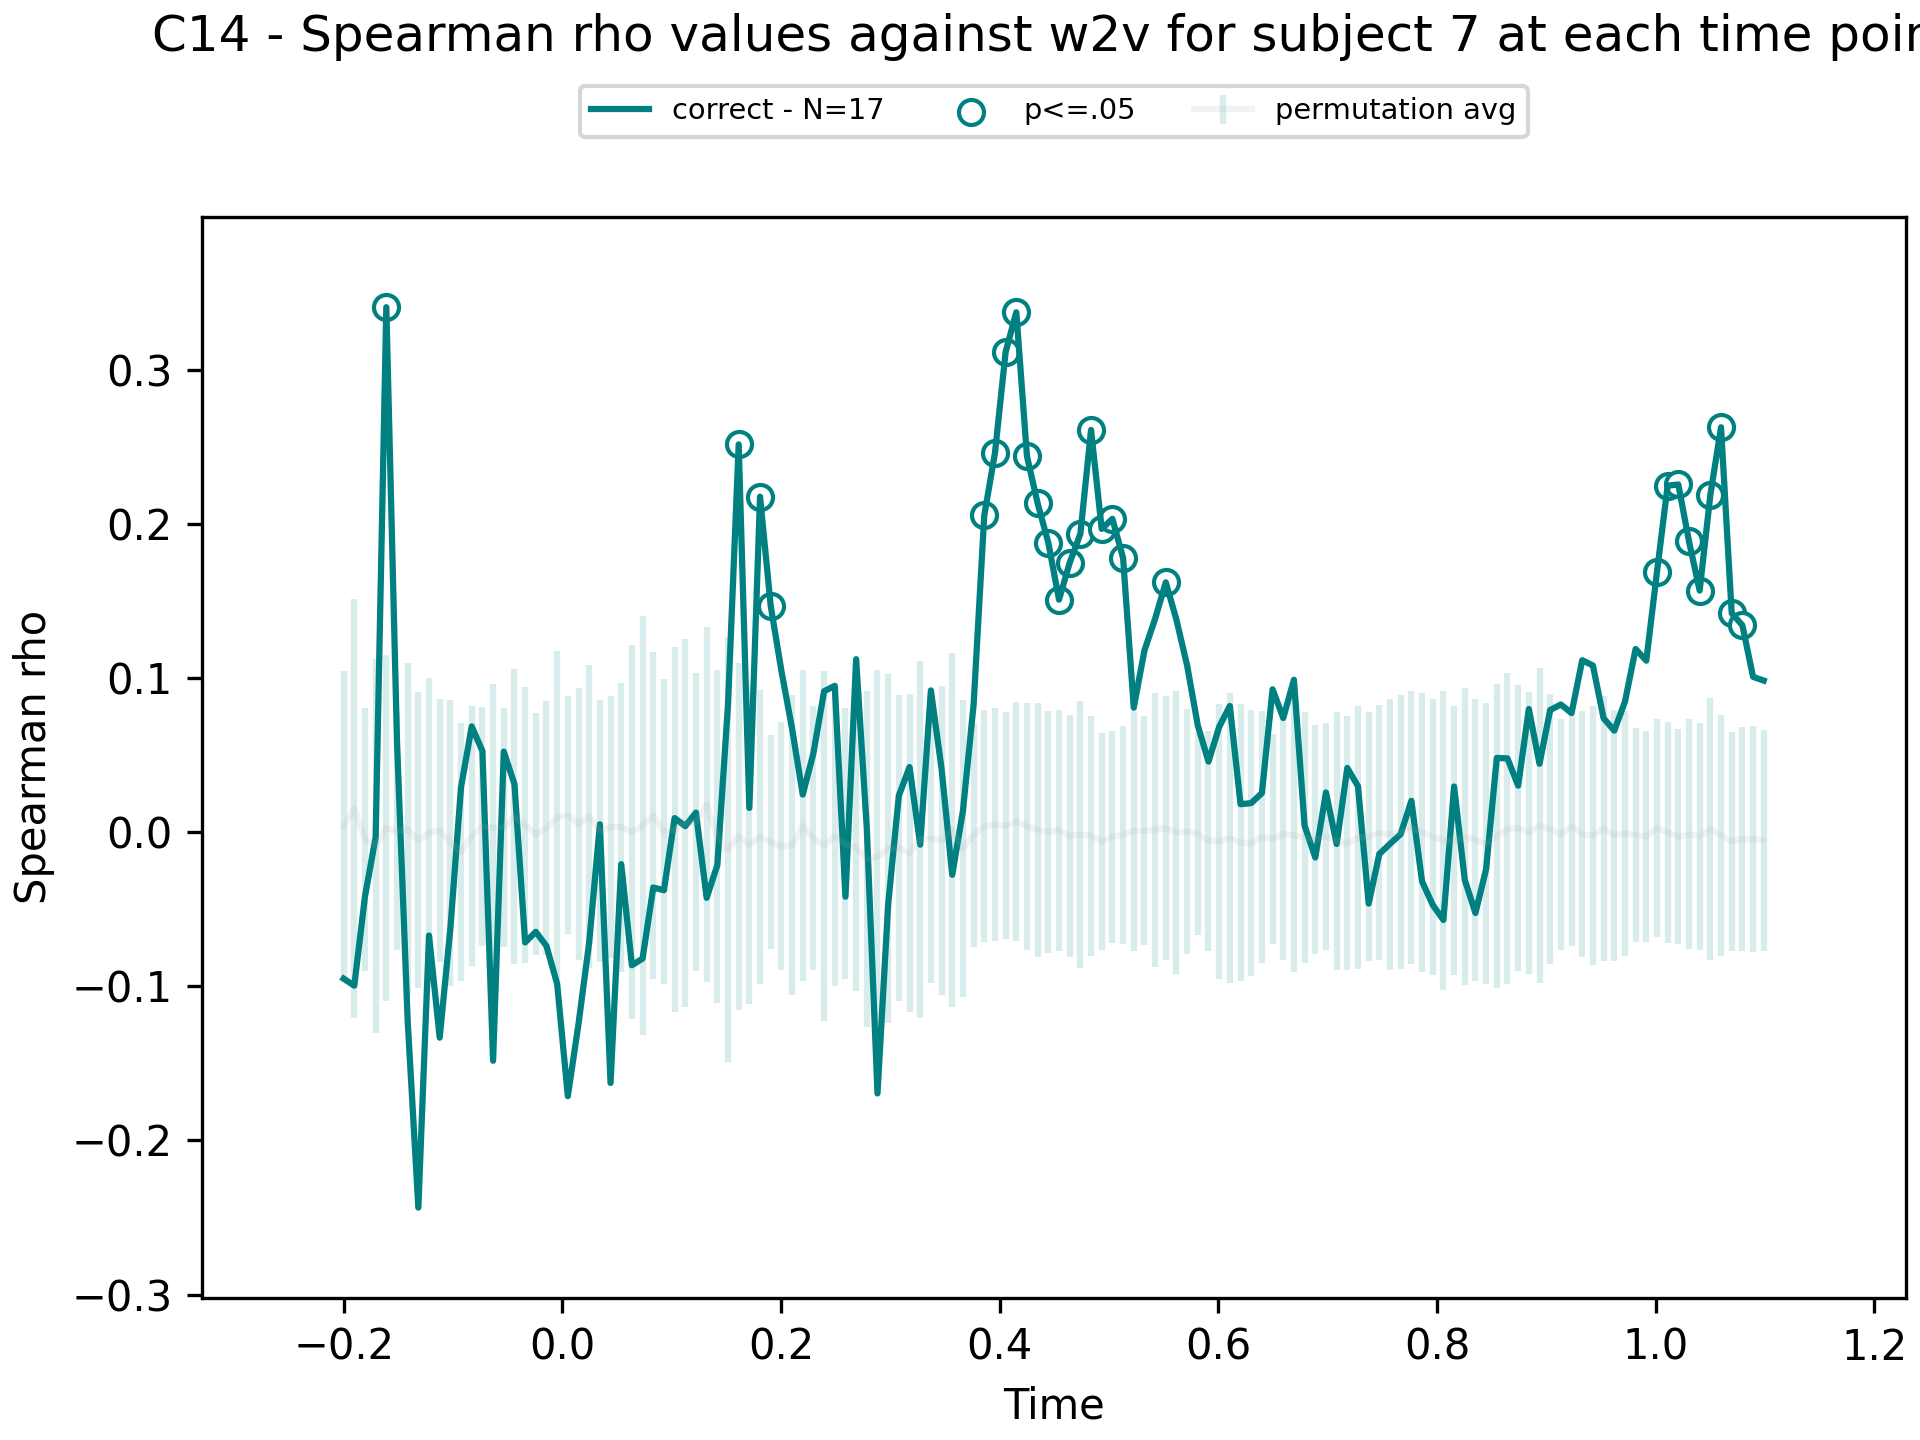 C14 - Spearman rho values against w2v for subject 7 at each time poin
correct - N=17 p<=.05 permutation avg
Spearman rho
0.3
0.2
0.1
0.0
−0.1
−0.2
−0.3
−0.2 0.0 0.2 0.4 0.6 0.8 1.0 1.2
Time